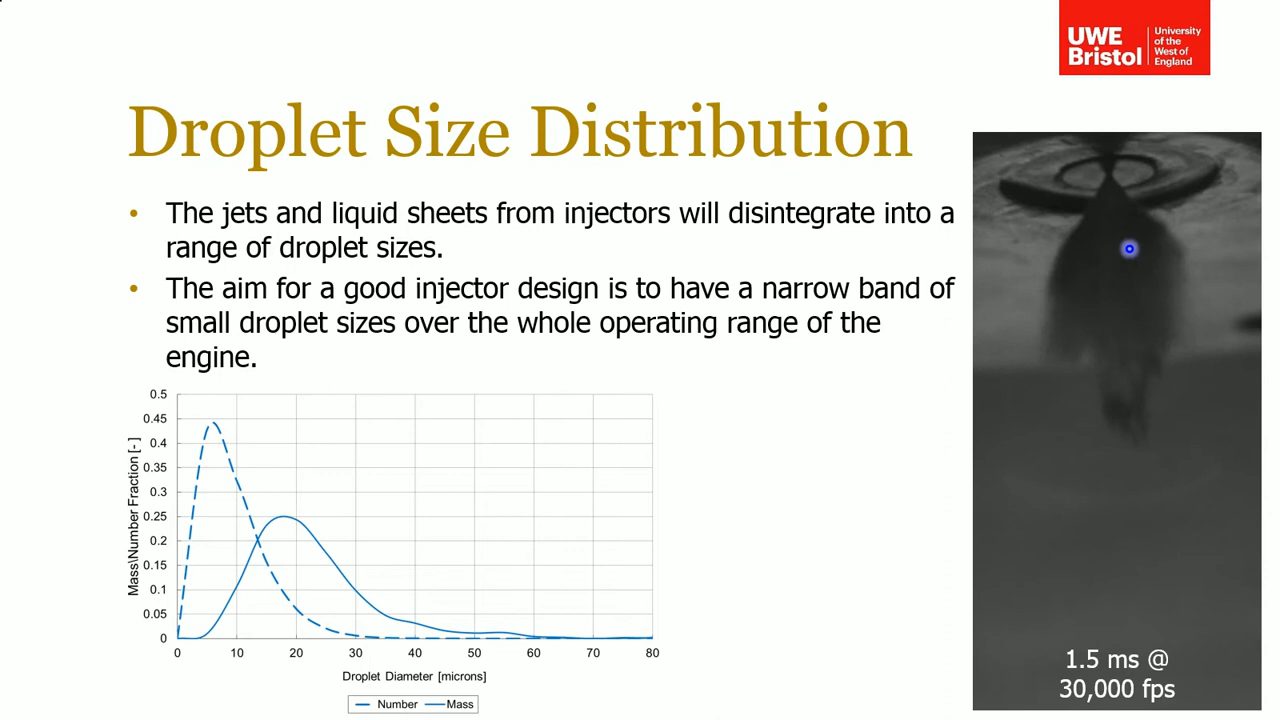 UWE
Bristol
University
of the
West of
England
Droplet Size Distribution
• The jets and liquid sheets from injectors will disintegrate into a
range of droplet sizes.
• The aim for a good injector design is to have a narrow band of
small droplet sizes over the whole operating range of the
engine.
0.5
0.45
0.4
0.35
0.3
0.25
0.2
0.15
0.1
0.05
0
Mass\Number Fraction [-]
0 10 20 30 40 50 60 70 80
Droplet Diameter [microns]
Number Mass
1.5 ms @
30,000 fps